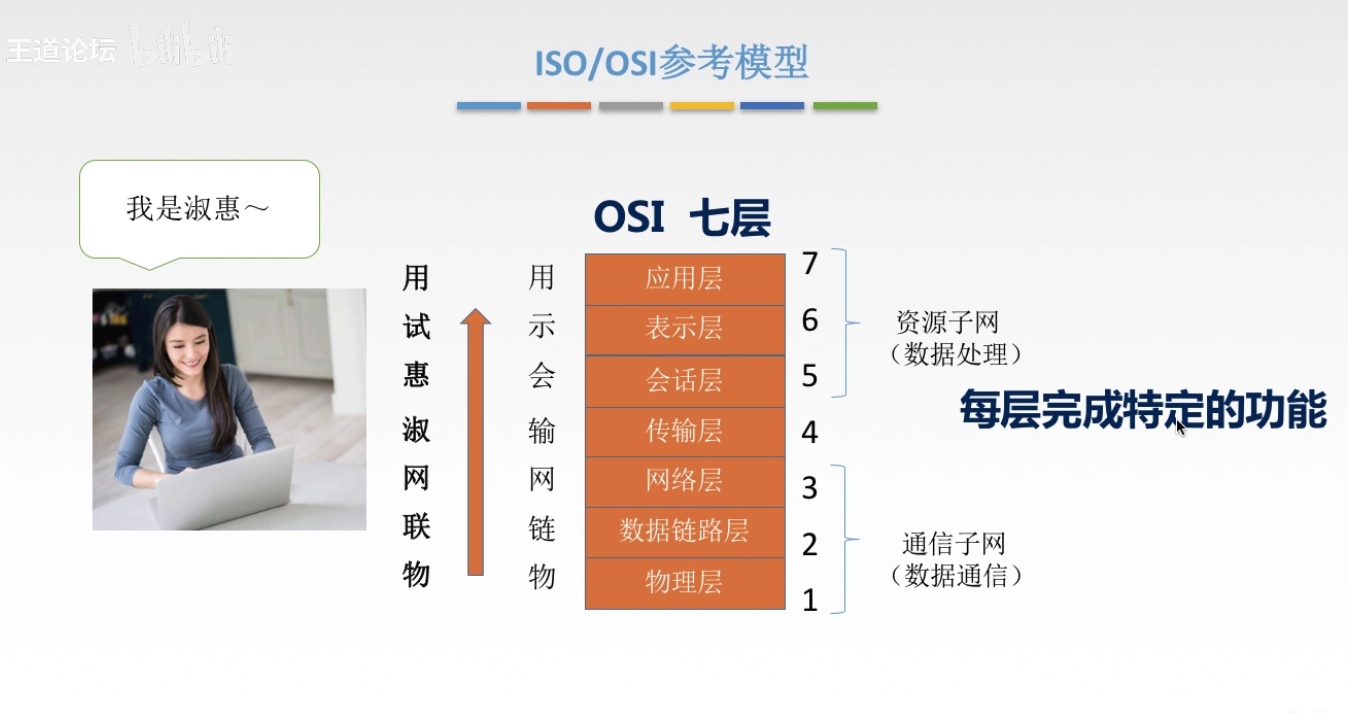 王道论坛 bilibili
ISO/OSI参考模型
我是淑惠～
OSI 七层
用 用 应用层 7
试 示 表示层 6
惠 会 会话层 5
淑 输 传输层 4
网 网 网络层 3
联 链 数据链路层 2
物 物 物理层 1
资源子网
（数据处理）
每层完成特定的功能
通信子网
（数据通信）